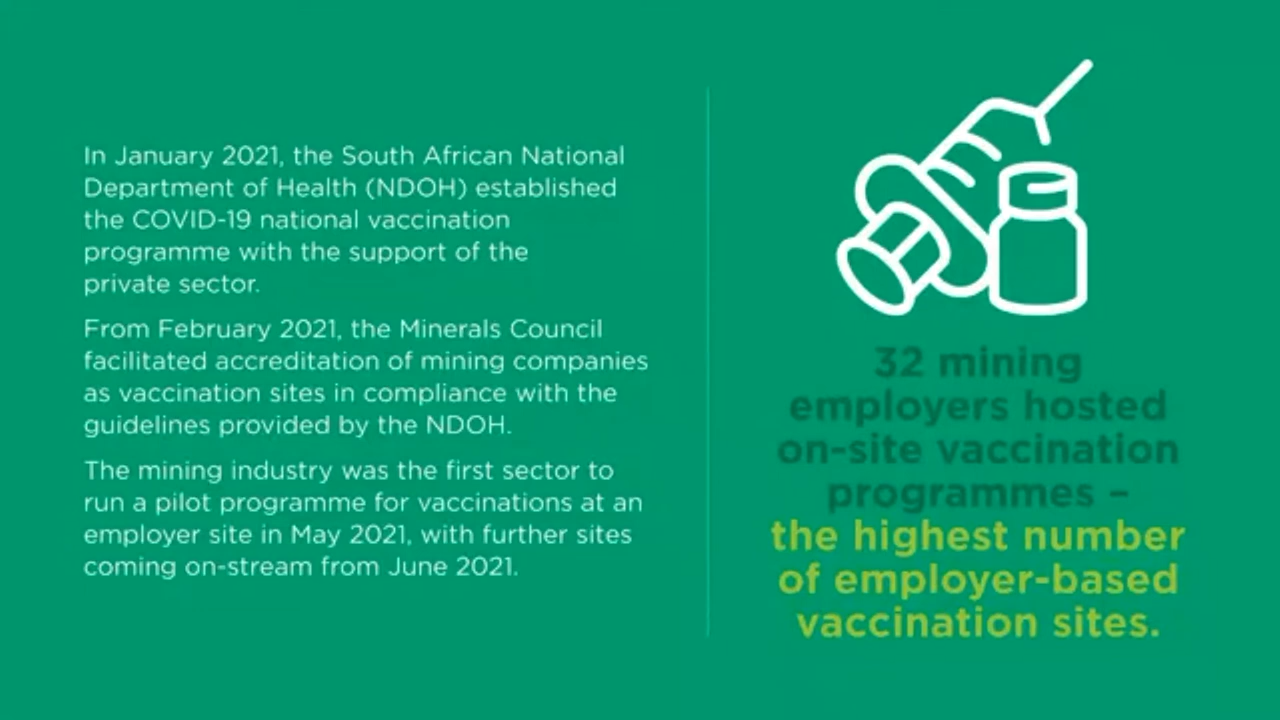 In January 2021, the South African National
Department of Health (NDOH) established
the COVID-19 national vaccination
programme with the support of the
private sector.
From February 2021, the Minerals Council
facilitated accreditation of mining companies
as vaccination sites in compliance with the
guidelines provided by the NDOH.
The mining industry was the first sector to
run a pilot programme for vaccinations at an
employer site in May 2021, with further sites
coming on-stream from June 2021.
32 mining
employers hosted
on-site vaccination
programmes –
the highest number
of employer-based
vaccination sites.